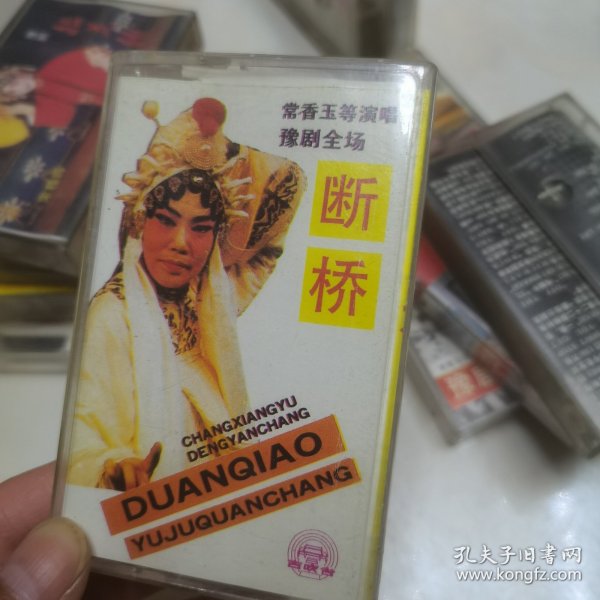 常香玉等演唱
豫剧全场
断
桥
CHANGXIANGYU
DENGYANCHANG
DUANQIAO
YUJUQUANCHANG
孔夫子旧书网
www.kongfz.com